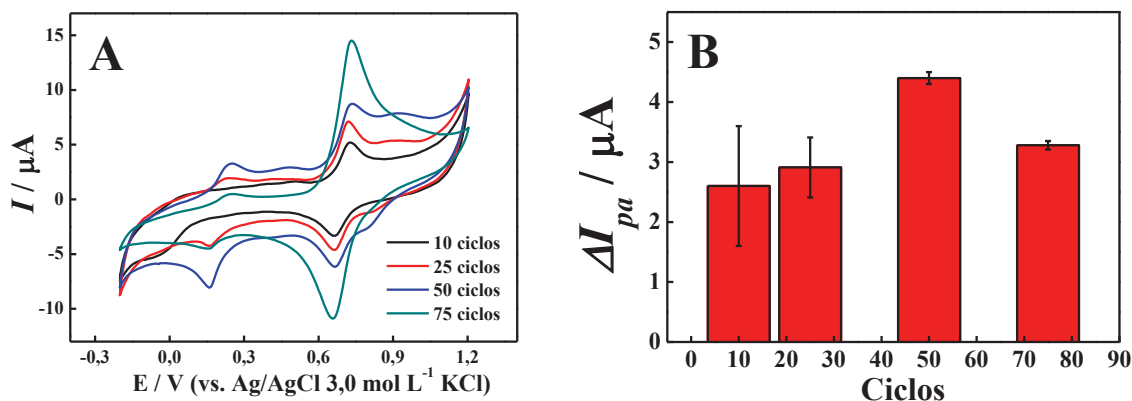 A
15
10
5
0
-5
-10
I / μA
10 ciclos
25 ciclos
50 ciclos
75 ciclos
-0,3 0,0 0,3 0,6 0,9 1,2
E / V (vs. Ag/AgCl 3,0 mol L⁻¹ KCl)
B
5
4
3
2
1
0
ΔI pa / μA
0 10 20 30 40 50 60 70 80 90
Ciclos